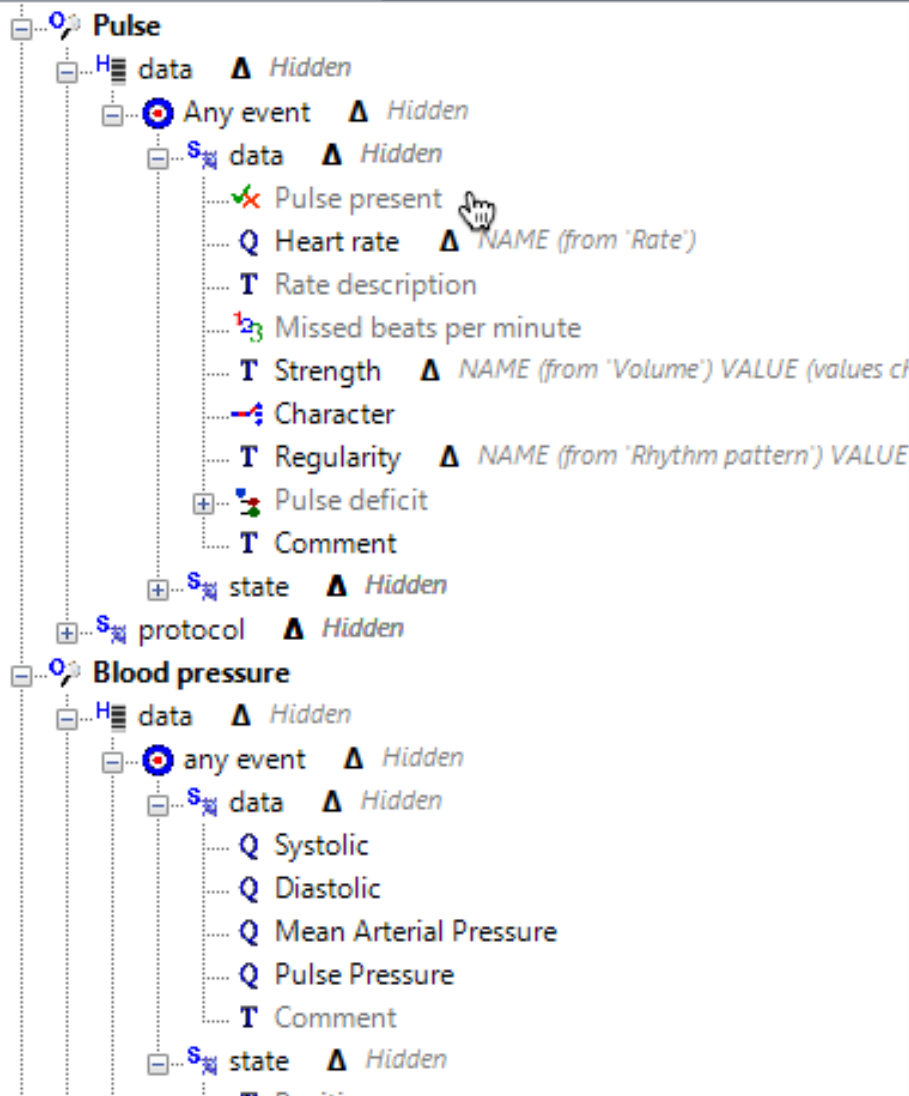 Pulse
data Δ Hidden
Any event Δ Hidden
data Δ Hidden
Pulse present
Q Heart rate Δ NAME (from 'Rate')
T Rate description
123 Missed beats per minute
T Strength Δ NAME (from 'Volume') VALUE (values
Character
T Regularity Δ NAME (from 'Rhythm pattern') VALUE
Pulse deficit
T Comment
state Δ Hidden
protocol Δ Hidden
Blood pressure
data Δ Hidden
any event Δ Hidden
data Δ Hidden
Q Systolic
Q Diastolic
Q Mean Arterial Pressure
Q Pulse Pressure
T Comment
state Δ Hidden